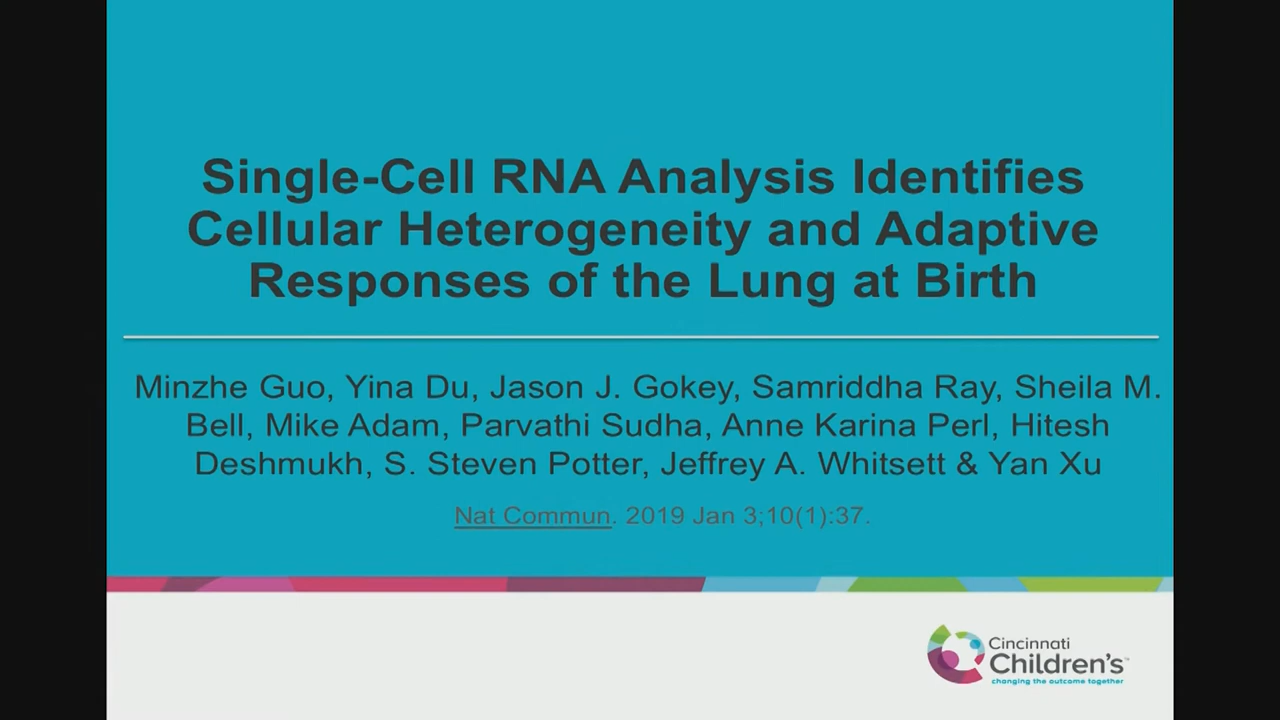 Single-Cell RNA Analysis Identifies
Cellular Heterogeneity and Adaptive
Responses of the Lung at Birth
Minzhe Guo, Yina Du, Jason J. Gokey, Samriddha Ray, Sheila M.
Bell, Mike Adam, Parvathi Sudha, Anne Karina Perl, Hitesh
Deshmukh, S. Steven Potter, Jeffrey A. Whitsett & Yan Xu
Nat Commun. 2019 Jan 3;10(1):37.
Cincinnati
Children's™
changing the outcome together